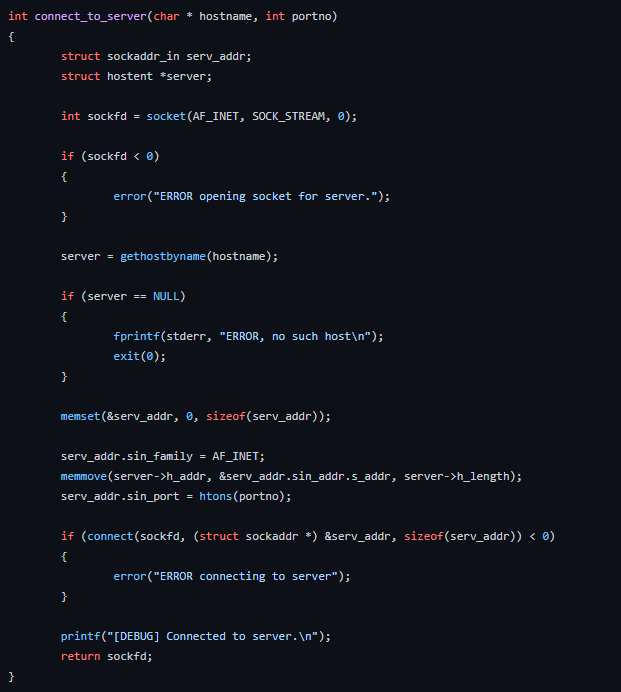 int connect_to_server(char * hostname, int portno)
{
        struct sockaddr_in serv_addr;
        struct hostent *server;

        int sockfd = socket(AF_INET, SOCK_STREAM, 0);

        if (sockfd < 0)
        {
                error("ERROR opening socket for server.");
        }

        server = gethostbyname(hostname);

        if (server == NULL)
        {
                fprintf(stderr, "ERROR, no such host\n");
                exit(0);
        }

        memset(&serv_addr, 0, sizeof(serv_addr));

        serv_addr.sin_family = AF_INET;
        memmove(server->h_addr, &serv_addr.sin_addr.s_addr, server->h_length);
        serv_addr.sin_port = htons(portno);

        if (connect(sockfd, (struct sockaddr *) &serv_addr, sizeof(serv_addr)) < 0)
        {
                error("ERROR connecting to server");
        }

        printf("[DEBUG] Connected to server.\n");
        return sockfd;
}